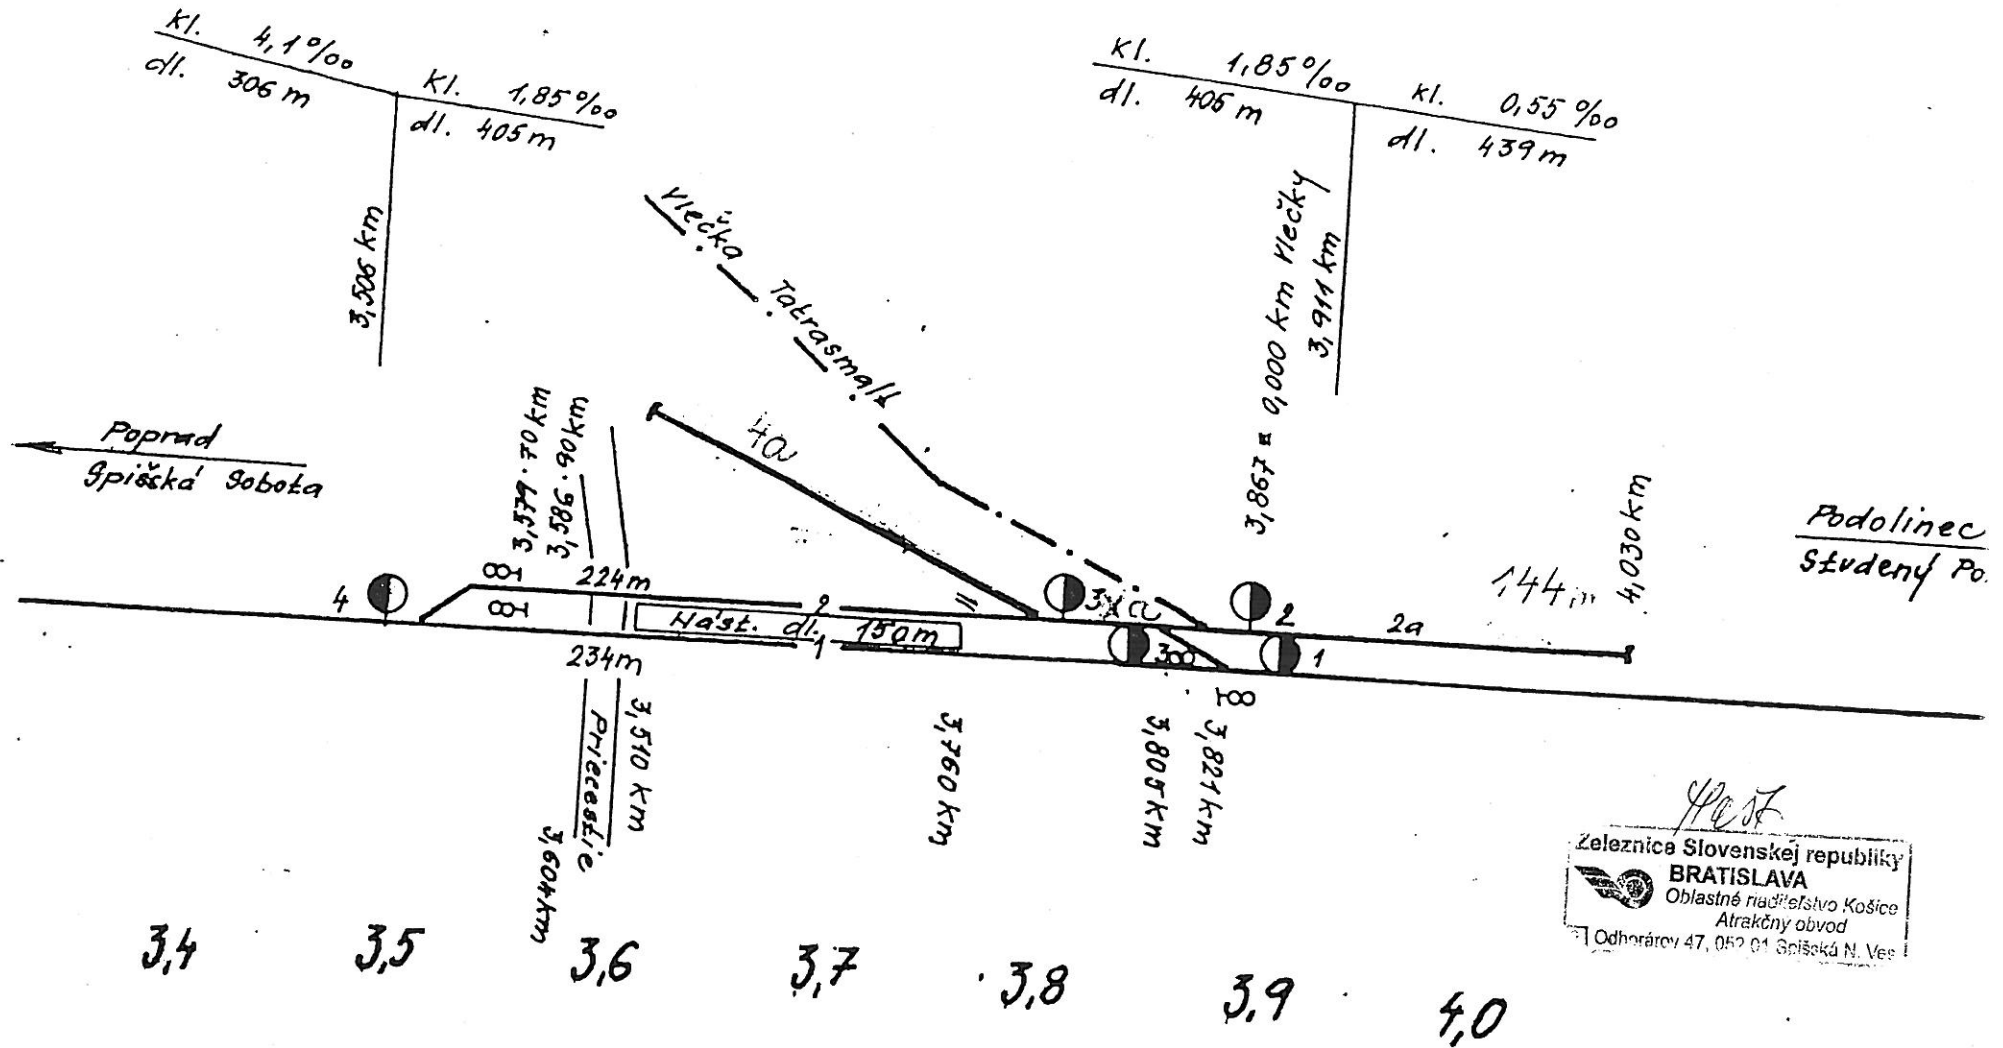 kl. 4,1 ‰
dl. 306 m
kl. 1,85 ‰
dl. 405 m
3,506 km
kl. 1,85 ‰
dl. 405 m
kl. 0,55 ‰
dl. 439 m
3,867 = 0,000 km Vlečky
3,911 km
Vlečka Tatrasmalt
40
Poprad
Spišská Sobota
3,586.90 km
4
224m
2
Nást. dl. 150m
1
234m
3
3
2
1
2a
144 m
4,030 km
Podolinec
Studený Po.
Priecestie
3,604 km
3,760 km
3,805 km
3,821 km
Železnice Slovenskej republiky
BRATISLAVA
Oblastné riaditeľstvo Košice
Atrakčný obvod
Odborárov 47, 052 01 Spišská N. Ves
3,4
3,5
3,6
3,7
3,8
3,9
4,0